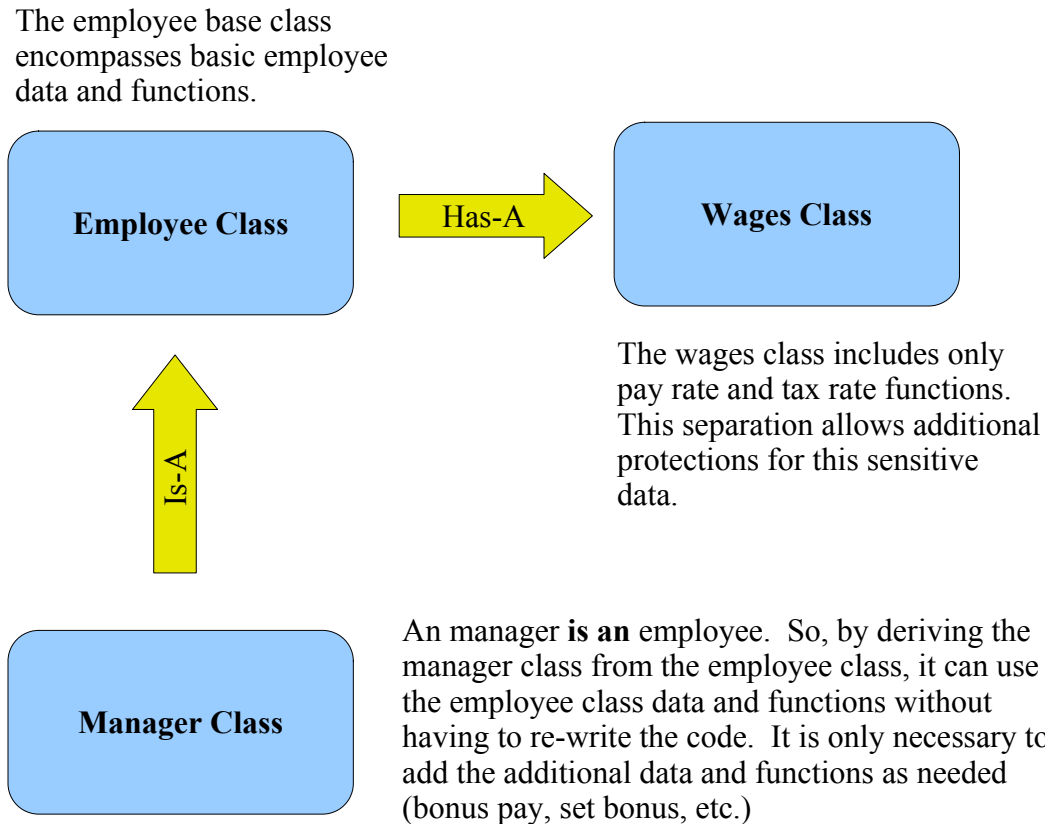 The employee base class
encompasses basic employee
data and functions.
Employee Class
Has-A
Wages Class
The wages class includes only
pay rate and tax rate functions.
This separation allows additional
protections for this sensitive
data.
Is-A
Manager Class
An manager is an employee.  So, by deriving the
manager class from the employee class, it can use
the employee class data and functions without
having to re-write the code.  It is only necessary to
add the additional data and functions as needed
(bonus pay, set bonus, etc.)